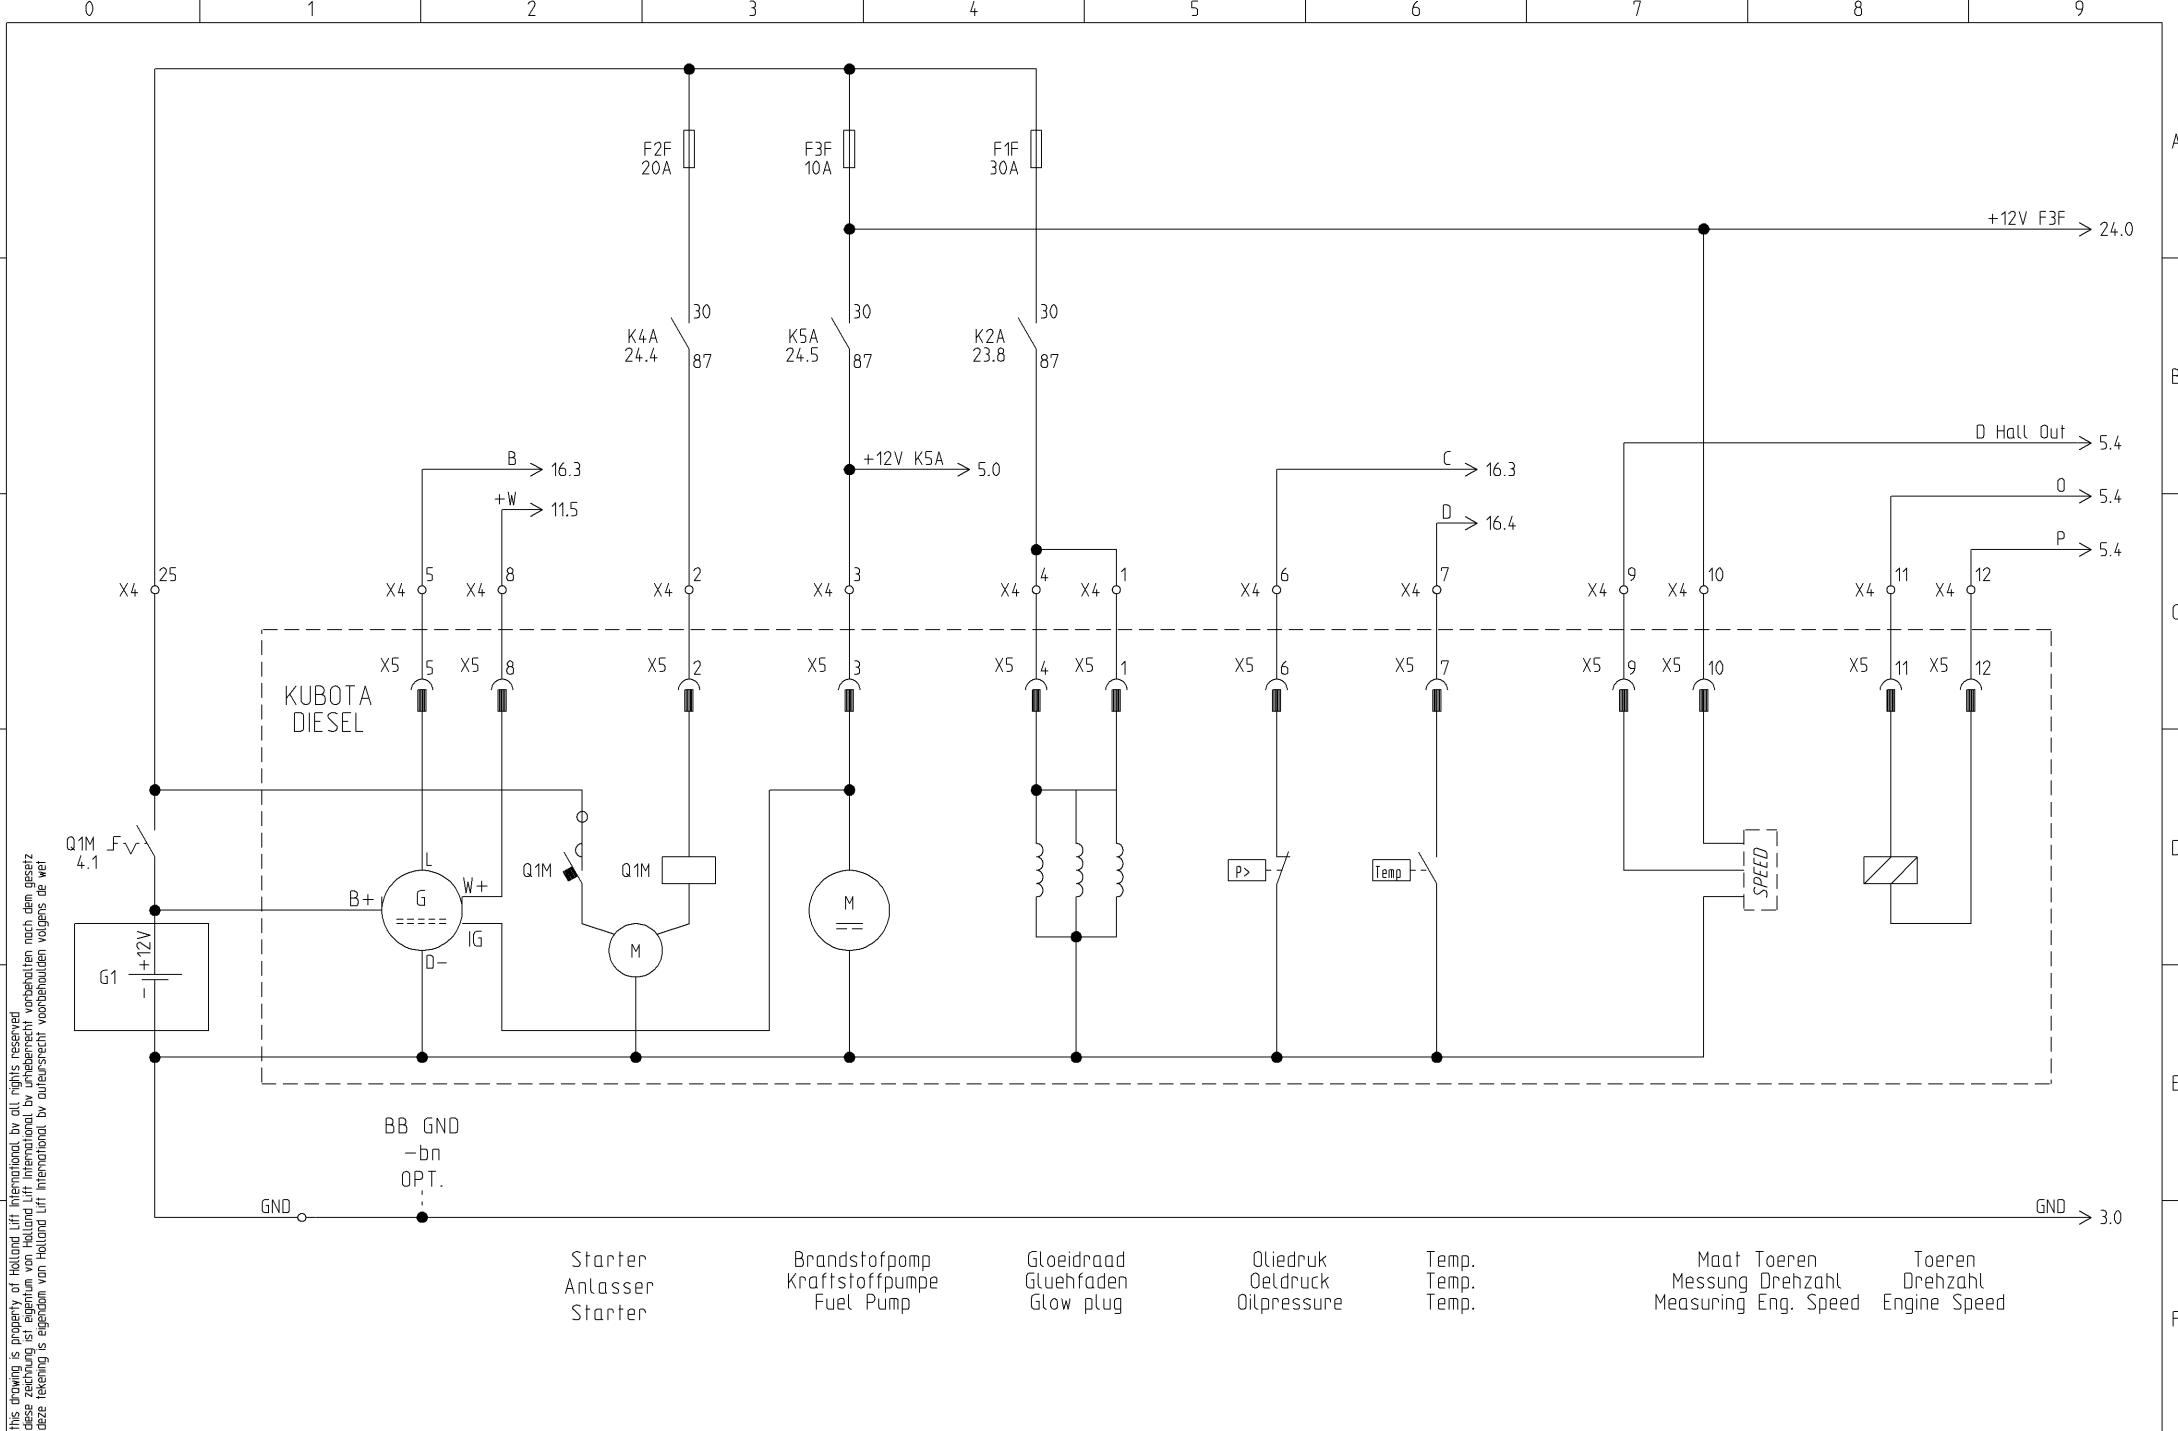 0 1 2 3 4 5 6 7 8 9
F2F
20A
F3F
10A
F1F
30A
A
+12V F3F 24.0
K4A
24.4
30
87
K5A
24.5
30
87
K2A
23.8
30
87
B
D Hall Out 5.4
B 16.3
+W 11.5
+12V K5A 5.0
C 16.3
D 16.4
O 5.4
P 5.4
X4 25
X4 5
X4 8
X4 2
X4 3
X4 4
X4 1
X4 6
X4 7
X4 9
X4 10
X4 11
X4 12
C
X5 5
X5 8
X5 2
X5 3
X5 4
X5 1
X5 6
X5 7
X5 9
X5 10
X5 11
X5 12
KUBOTA
DIESEL
Q1M
4.1
L
B+
G
W+
IG
D-
Q1M
Q1M
M
M
P>
Temp
SPEED
D
+12V
G1
-
E
BB GND
-bn
OPT.
GND
GND 3.0
Starter
Anlasser
Starter
Brandstofpomp
Kraftstoffpumpe
Fuel Pump
Gloeidraad
Gluehfaden
Glow plug
Oliedruk
Oeldruck
Oilpressure
Temp.
Temp.
Temp.
Maat Toeren
Messung Drehzahl
Measuring Eng. Speed
Toeren
Drehzahl
Engine Speed
F
this drawing is property of Holland Lift International bv all rights reserved
diese zeichnung ist eigentum van Holland Lift International bv urheberrecht vorbehalten nach dem gesetz
deze tekening is eigendom van Holland Lift International bv auteursrecht voorbehoulden volgens de wet